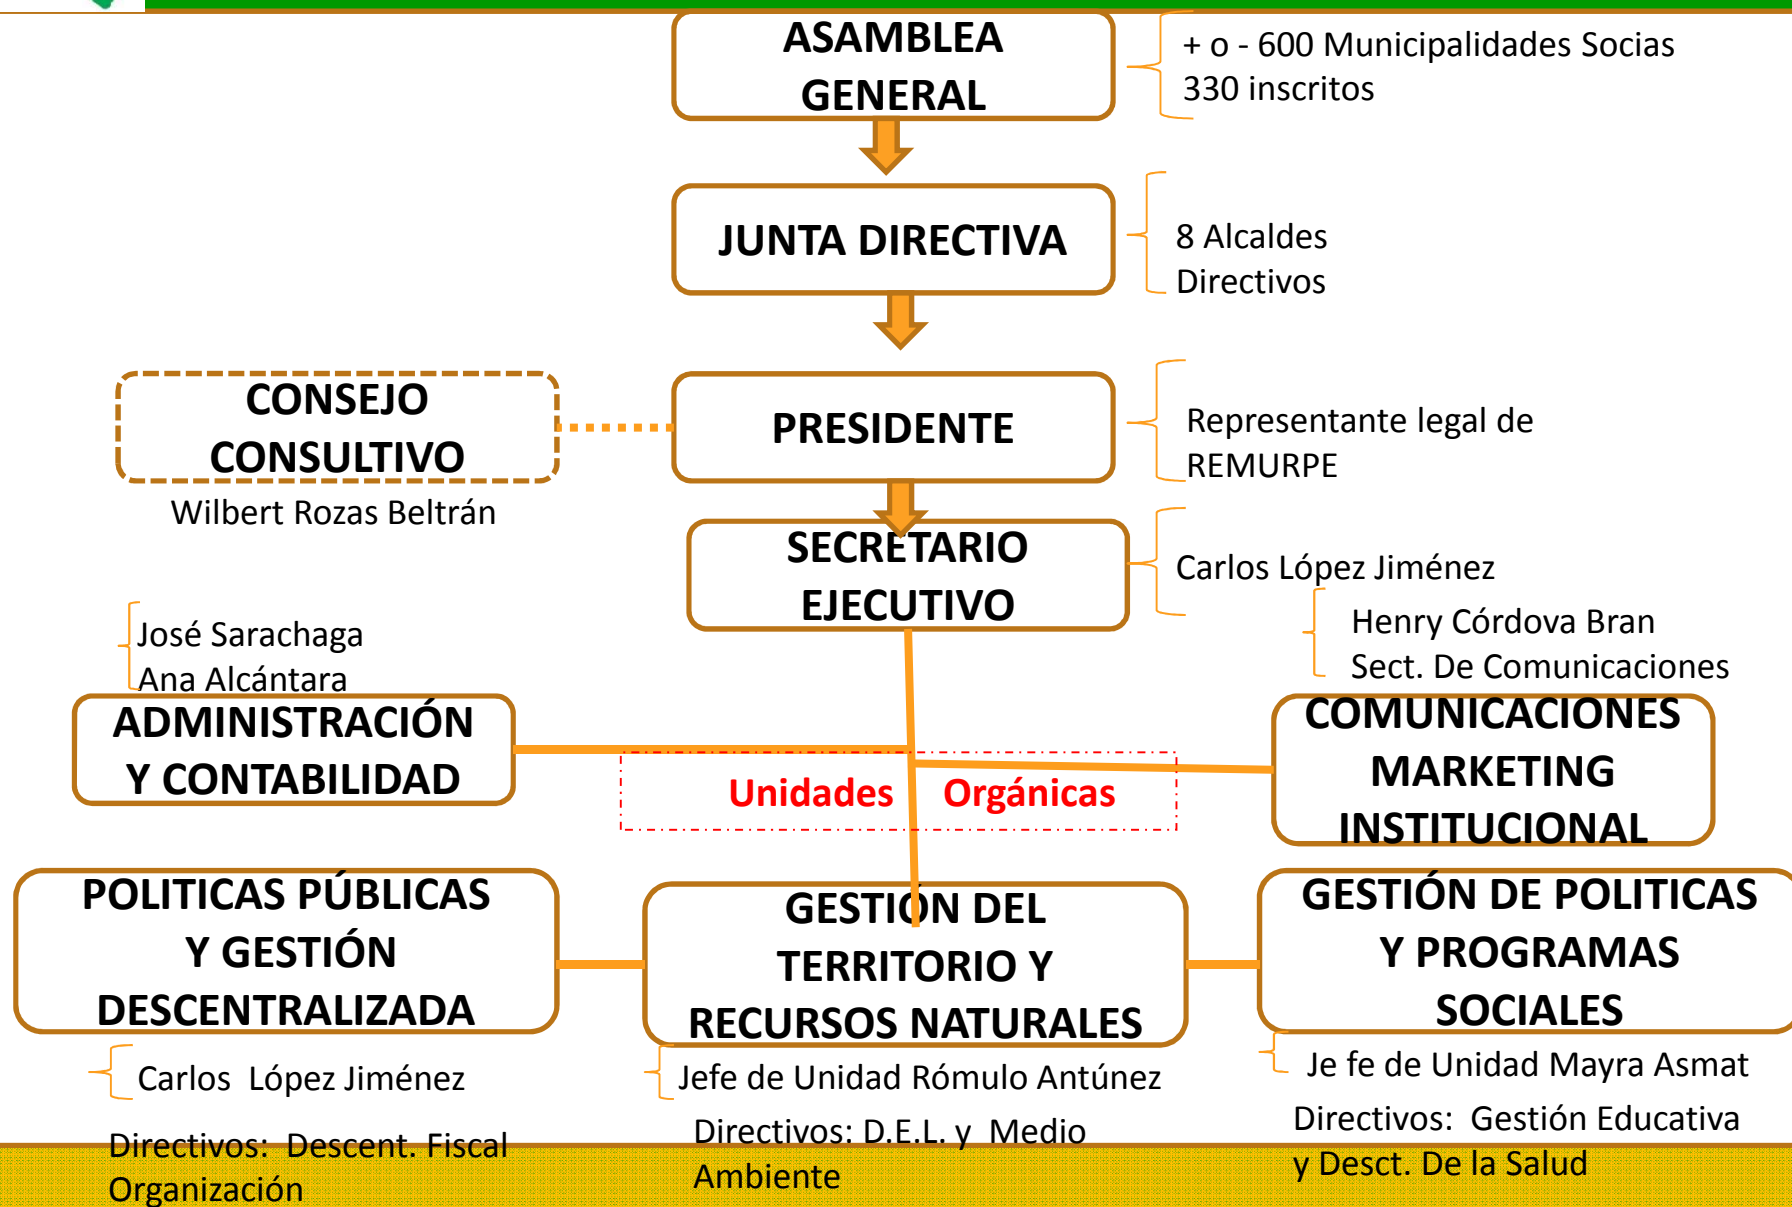 ASAMBLEA
GENERAL
+ o - 600 Municipalidades Socias
330 inscritos
JUNTA DIRECTIVA
8 Alcaldes
Directivos
CONSEJO
CONSULTIVO
Wilbert Rozas Beltrán
PRESIDENTE
Representante legal de
REMURPE
SECRETARIO
EJECUTIVO
Carlos López Jiménez
José Sarachaga
Ana Alcántara
ADMINISTRACIÓN
Y CONTABILIDAD
Henry Córdova Bran
Sect. De Comunicaciones
COMUNICACIONES
MARKETING
INSTITUCIONAL
Unidades Orgánicas
POLITICAS PÚBLICAS
Y GESTIÓN
DESCENTRALIZADA
Carlos López Jiménez
Directivos: Descent. Fiscal
Organización
GESTIÓN DEL
TERRITORIO Y
RECURSOS NATURALES
Jefe de Unidad Rómulo Antúnez
Directivos: D.E.L. y Medio
Ambiente
GESTIÓN DE POLITICAS
Y PROGRAMAS
SOCIALES
Je fe de Unidad Mayra Asmat
Directivos: Gestión Educativa
y Desct. De la Salud